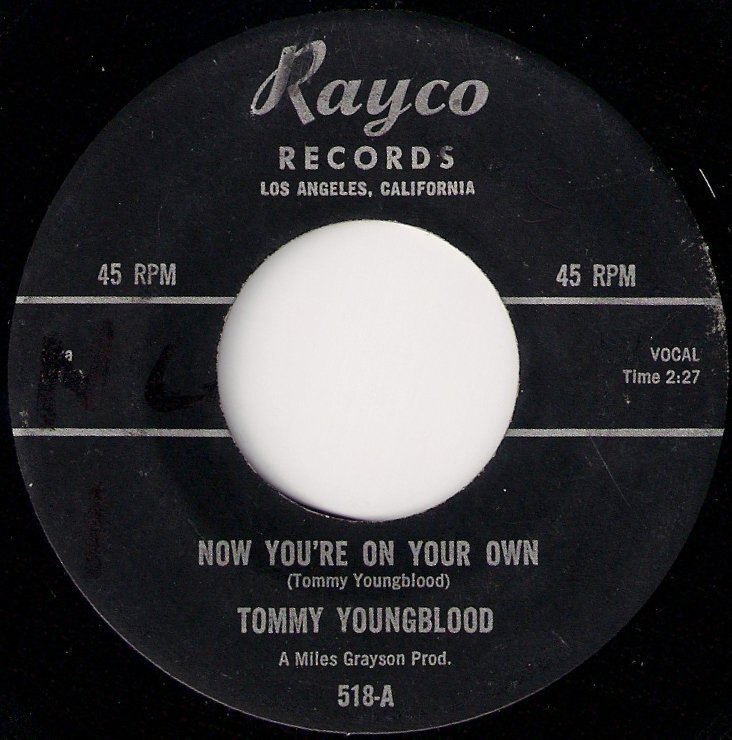 Rayco
RECORDS
LOS ANGELES, CALIFORNIA
45 RPM
45 RPM
VOCAL
Time 2:27
NOW YOU'RE ON YOUR OWN
(Tommy Youngblood)
TOMMY YOUNGBLOOD
A Miles Grayson Prod.
518-A